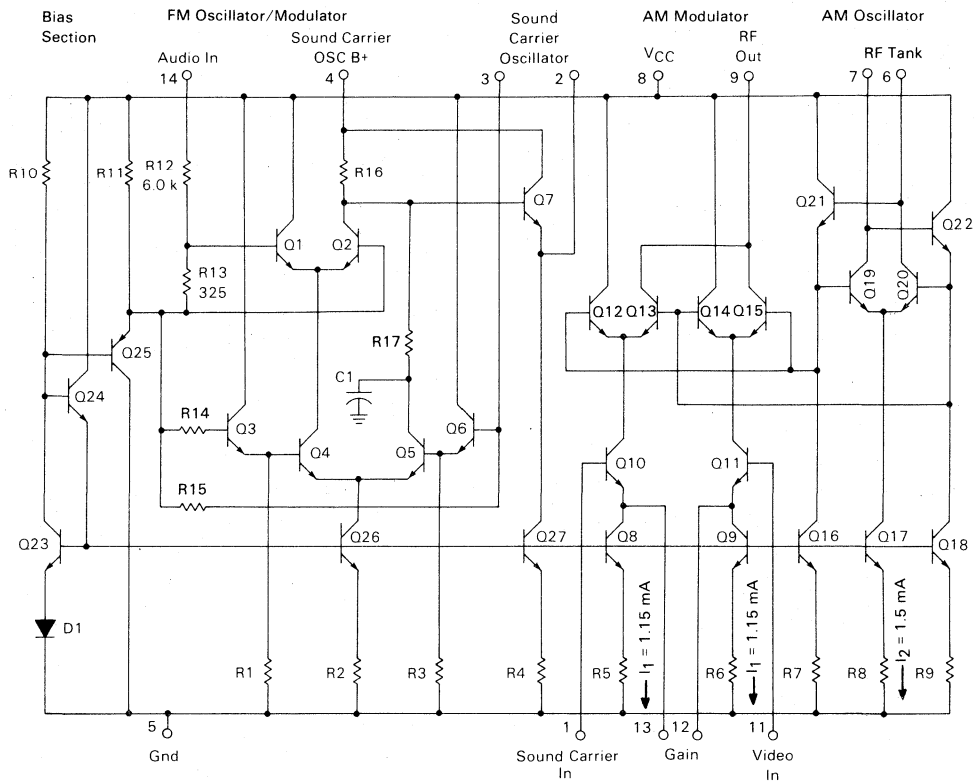 Bias Section
FM Oscillator/Modulator
Sound Carrier Oscillator
AM Modulator
AM Oscillator
Audio In
14
Sound Carrier OSC B+
4
3
2
VCC
8
RF Out
9
RF Tank
7
6
R10
R11
R12
6.0 k
R16
Q7
Q21
Q22
Q1
Q2
R13
325
Q19
Q20
Q12
Q13
Q14
Q15
Q25
R17
C1
Q24
R14
Q3
Q4
Q5
Q6
Q10
Q11
R15
Q23
Q26
Q27
Q8
Q9
Q16
Q17
Q18
D1
R1
R2
R3
R4
R5
I1 = 1.15 mA
R6
I1 = 1.15 mA
R7
R8
I2 = 1.5 mA
R9
5
Gnd
1
Sound Carrier In
13
12
Gain
11
Video In